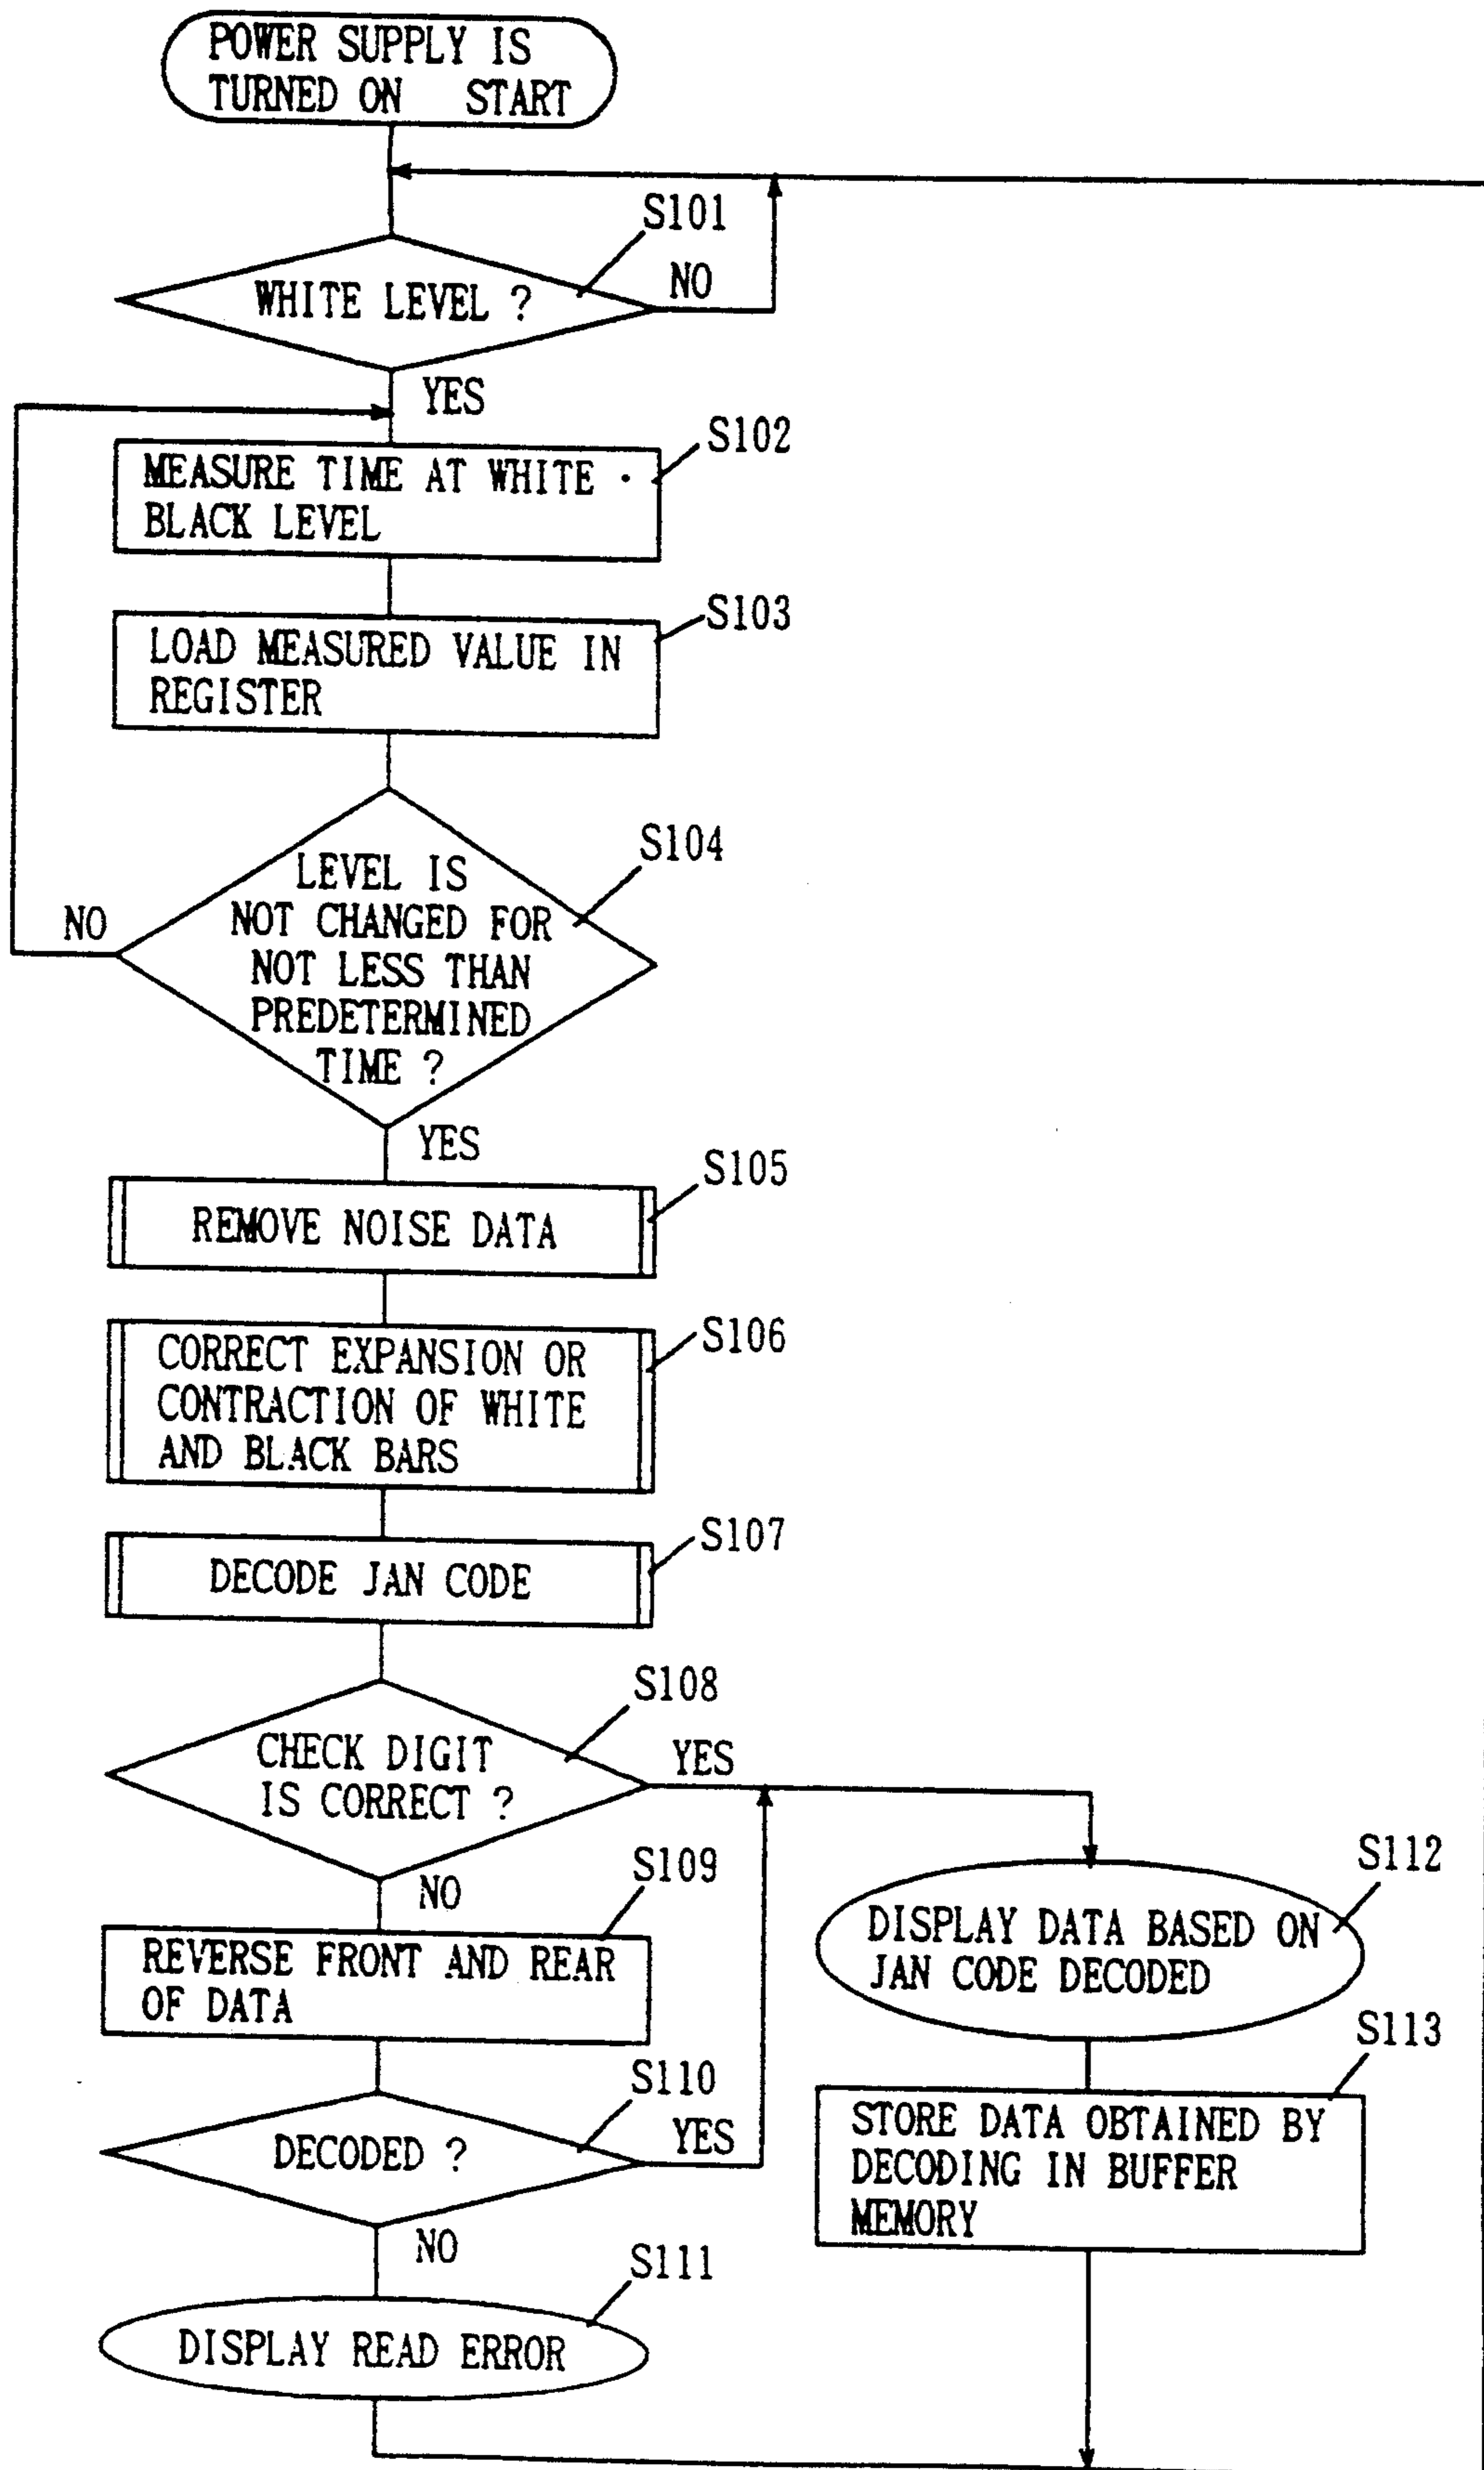 POWER SUPPLY IS
TURNED ON START
S101
WHITE LEVEL ?
NO
YES
S102
MEASURE TIME AT WHITE ·
BLACK LEVEL
S103
LOAD MEASURED VALUE IN
REGISTER
S104
LEVEL IS
NOT CHANGED FOR
NOT LESS THAN
PREDETERMINED
TIME ?
NO
YES
S105
REMOVE NOISE DATA
S106
CORRECT EXPANSION OR
CONTRACTION OF WHITE
AND BLACK BARS
S107
DECODE JAN CODE
S108
CHECK DIGIT
IS CORRECT ?
YES
NO
S109
REVERSE FRONT AND REAR
OF DATA
S110
DECODED ?
YES
NO
S111
DISPLAY READ ERROR
S112
DISPLAY DATA BASED ON
JAN CODE DECODED
S113
STORE DATA OBTAINED BY
DECODING IN BUFFER
MEMORY